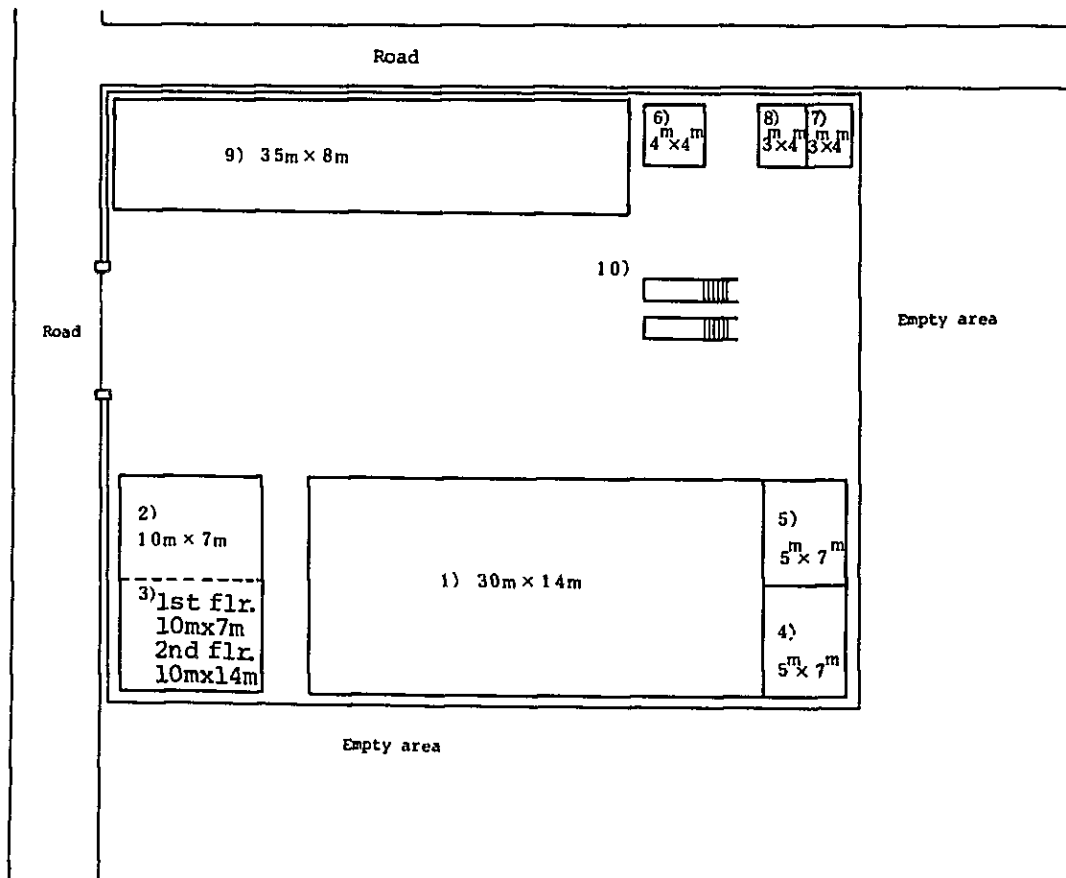 Road
9) 35m × 8m
6)
4m × 4m
8)
3m × 4m
7)
3m × 4m
10)
Road
Empty area
2)
10m × 7m
3) 1st flr.
10mx7m
2nd flr.
10mx14m
1) 30m × 14m
5)
5m × 7m
4)
5m × 7m
Empty area